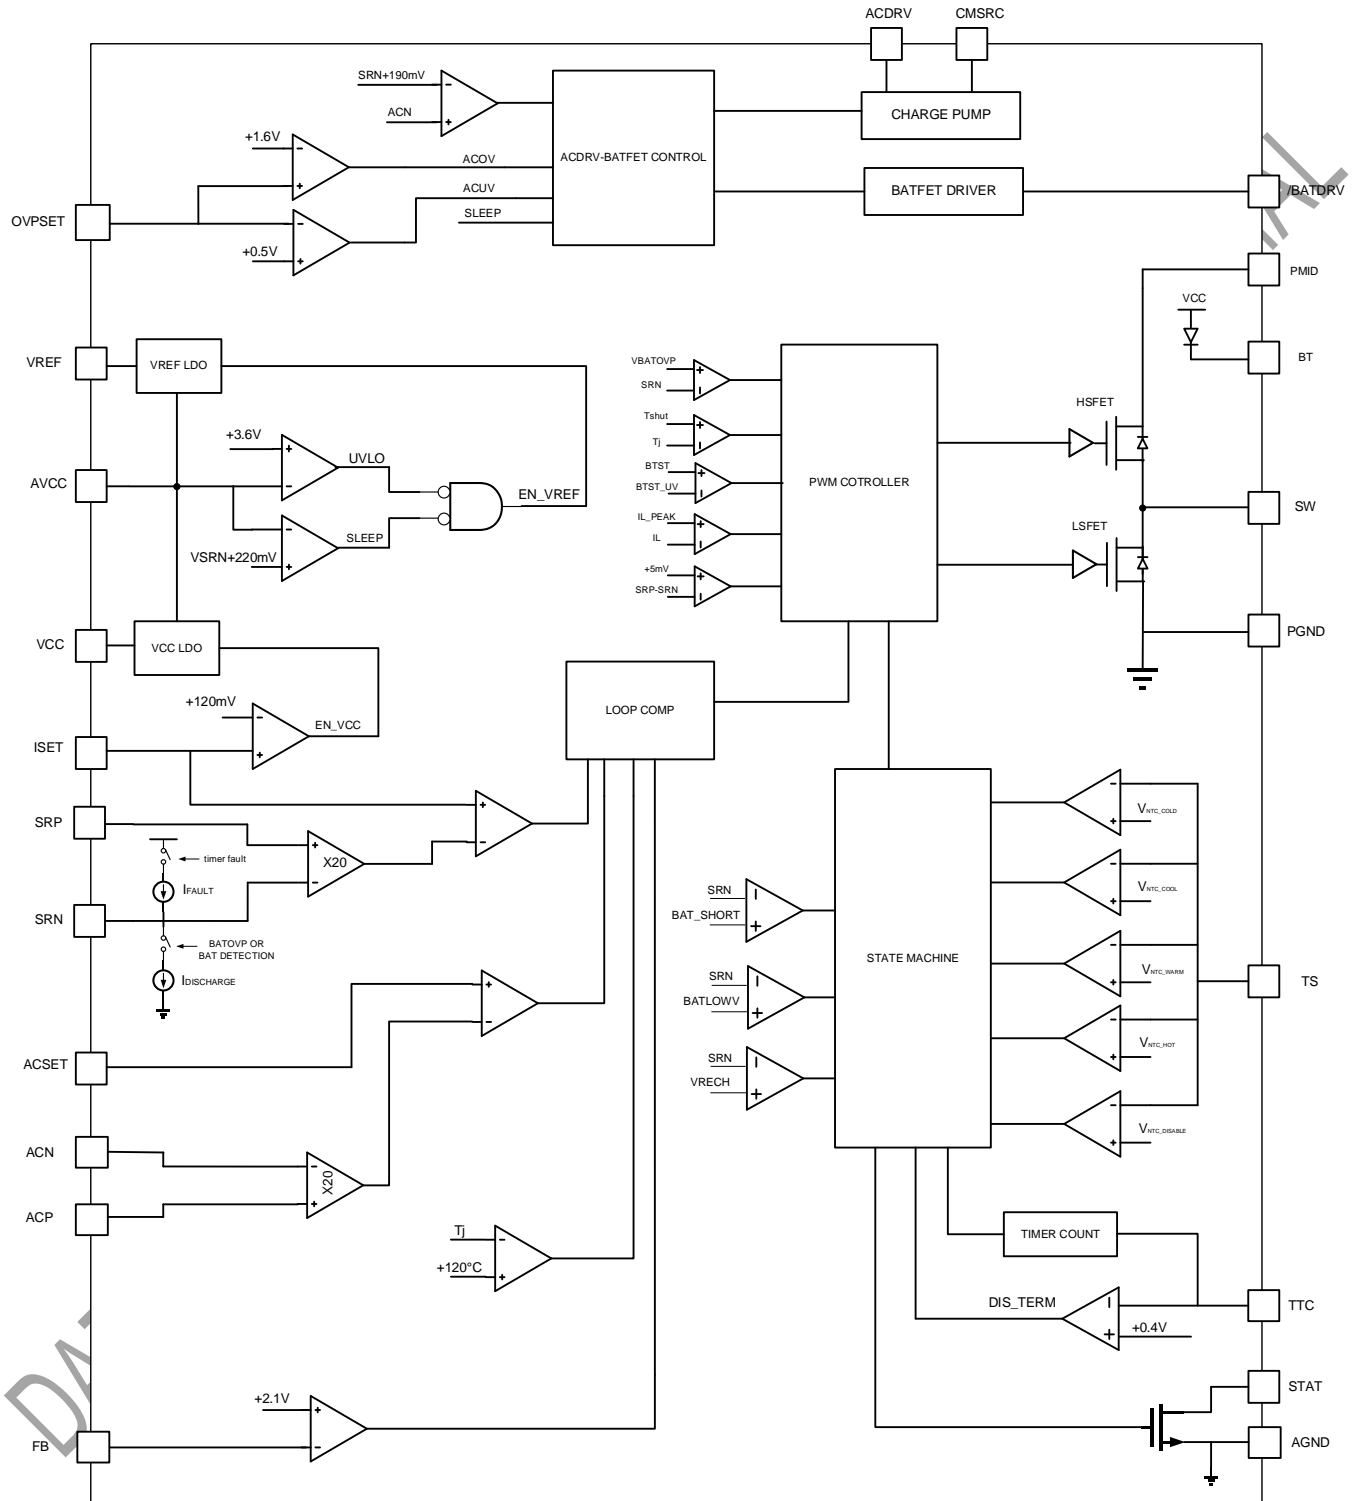 ACDRV CMSRC
SRN+190mV
ACN
CHARGE PUMP
+1.6V
ACOV
ACDRV-BATFET CONTROL
ACUV
BATFET DRIVER
/BATDRV
SLEEP
OVPSET
+0.5V
PMID
VCC
VREF
VREF LDO
VBATOVP
SRN
BT
HSFET
Tshut
Tj
+3.6V
UVLO
BTST
BTST_UV
AVCC
EN_VREF
PWM COTROLLER
SW
IL_PEAK
IL
LSFET
SLEEP
VSRN+220mV
+5mV
SRP-SRN
VCC
VCC LDO
PGND
+120mV
EN_VCC
LOOP COMP
ISET
SRP
VNTC_COLD
timer fault
X20
IFAULT
VNTC_COOL
SRN
BAT_SHORT
SRN
BATOVP OR
BAT DETECTION
STATE MACHINE
VNTC_WARM
IDISCHARGE
SRN
BATLOWV
TS
VNTC_HOT
SRN
VRECH
ACSET
VNTC_DISABLE
ACN
X20
ACP
Tj
+120°C
TIMER COUNT
DIS_TERM
TTC
+0.4V
STAT
+2.1V
FB
AGND